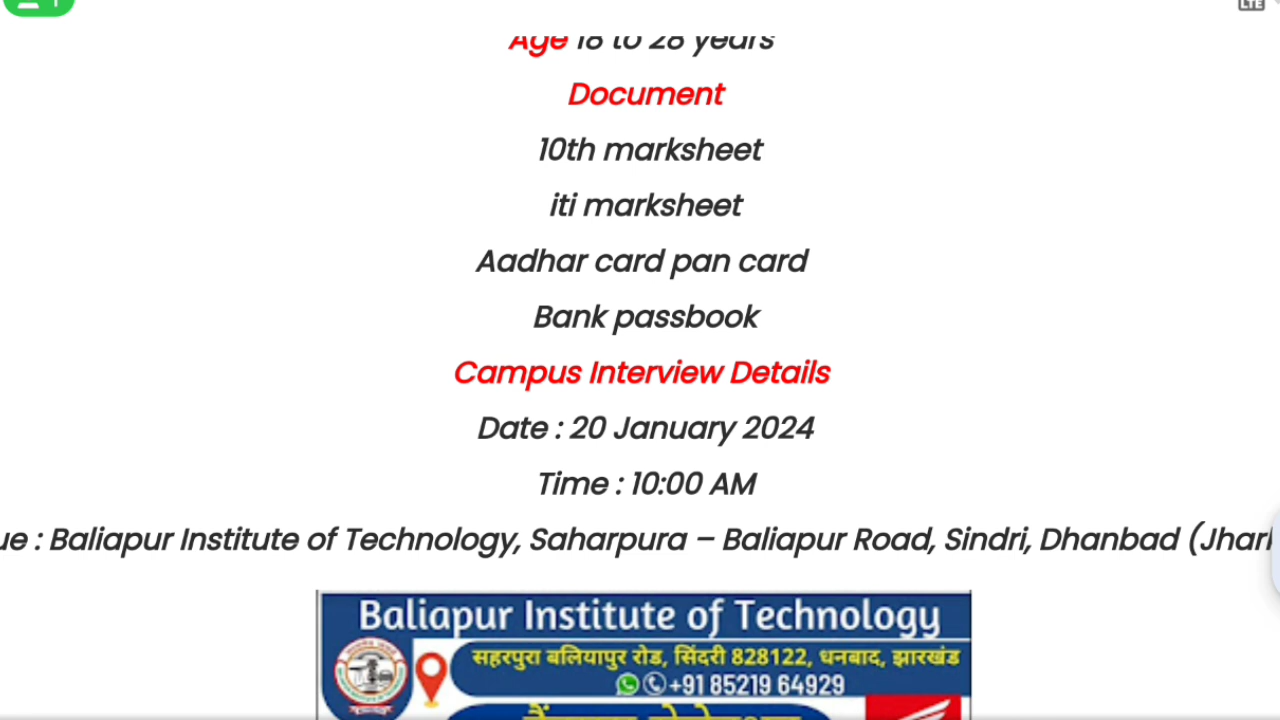 Age 18 to 28 years
Document
10th marksheet
iti marksheet
Aadhar card pan card
Bank passbook
Campus Interview Details
Date : 20 January 2024
Time : 10:00 AM
ue : Baliapur Institute of Technology, Saharpura – Baliapur Road, Sindri, Dhanbad (Jhar
Baliapur Institute of Technology
सहरपुरा बलियापुर रोड, सिंदरी 828122, धनबाद, झारखंड
+91 85219 64929
LTE